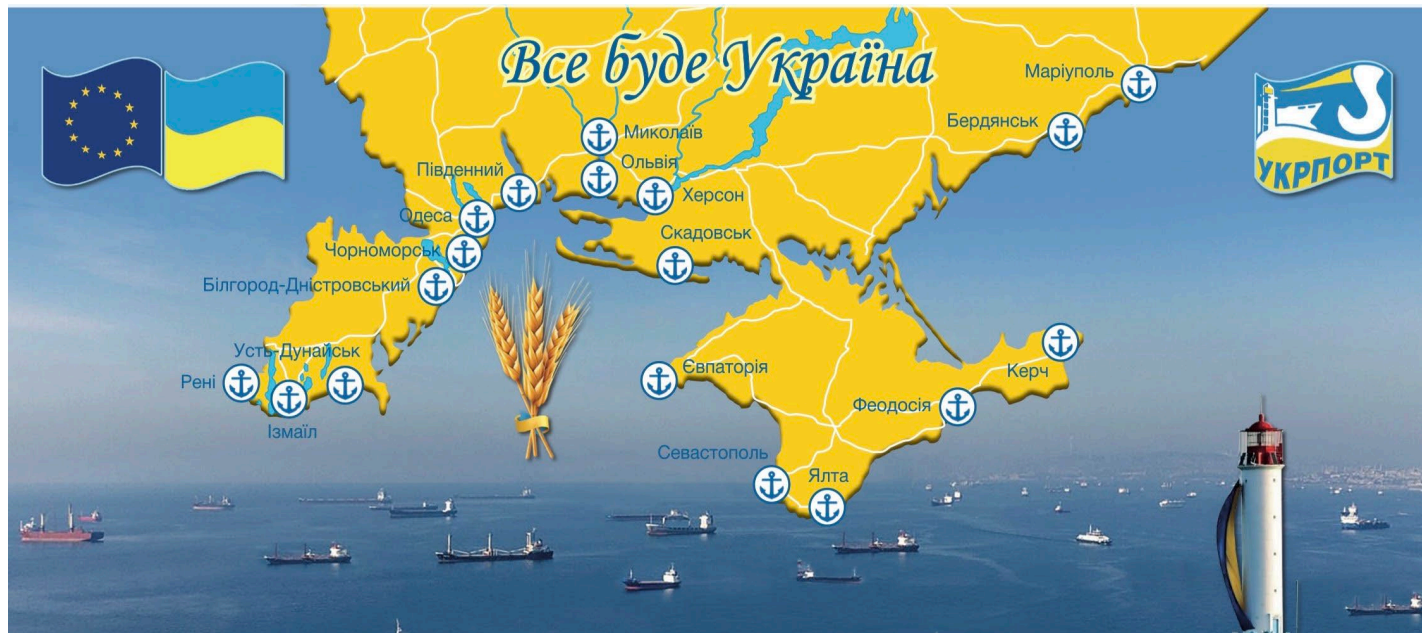 Все буде Україна
Маріуполь
Бердянськ
УКРПОРТ
Миколаїв
Ольвія
Південний
Херсон
Одеса
Скадовськ
Чорноморськ
Білгород-Дністровський
Усть-Дунайськ
Рені
Ізмаїл
Євпаторія
Керч
Феодосія
Севастополь
Ялта